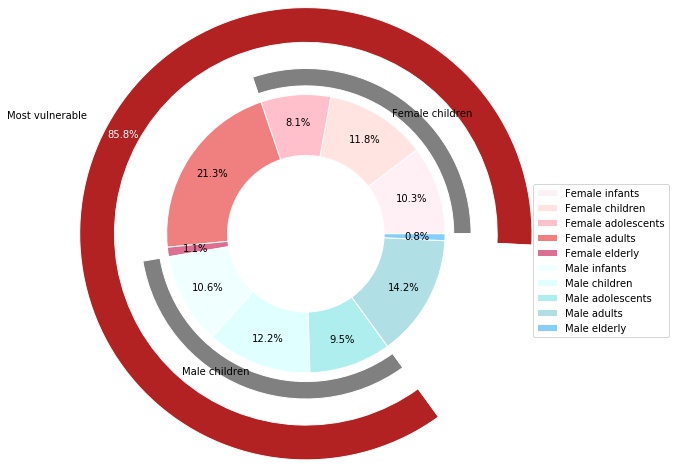 Most vulnerable
85.8%
Female children
8.1%
11.8%
21.3%
10.3%
1.1%
0.8%
10.6%
14.2%
12.2%
9.5%
Male children
Female infants
Female children
Female adolescents
Female adults
Female elderly
Male infants
Male children
Male adolescents
Male adults
Male elderly